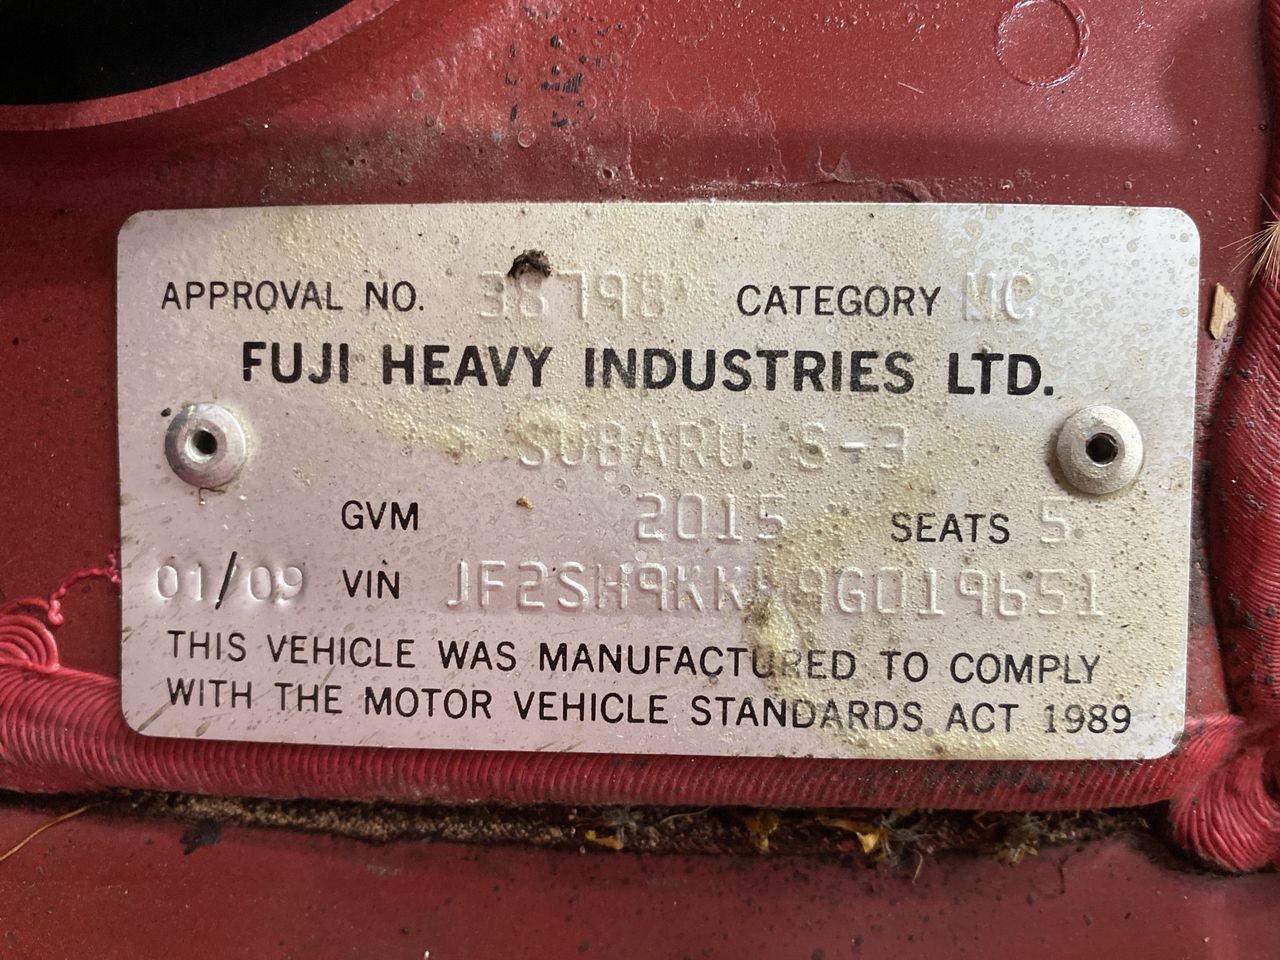 APPROVAL NO. 38798 CATEGORY MC
FUJI HEAVY INDUSTRIES LTD.
SUBARU S-3
GVM 2015 SEATS 5
01/09 VIN
THIS VEHICLE WAS MANUFACTURED TO COMPLY
WITH THE MOTOR VEHICLE STANDARDS ACT 1989